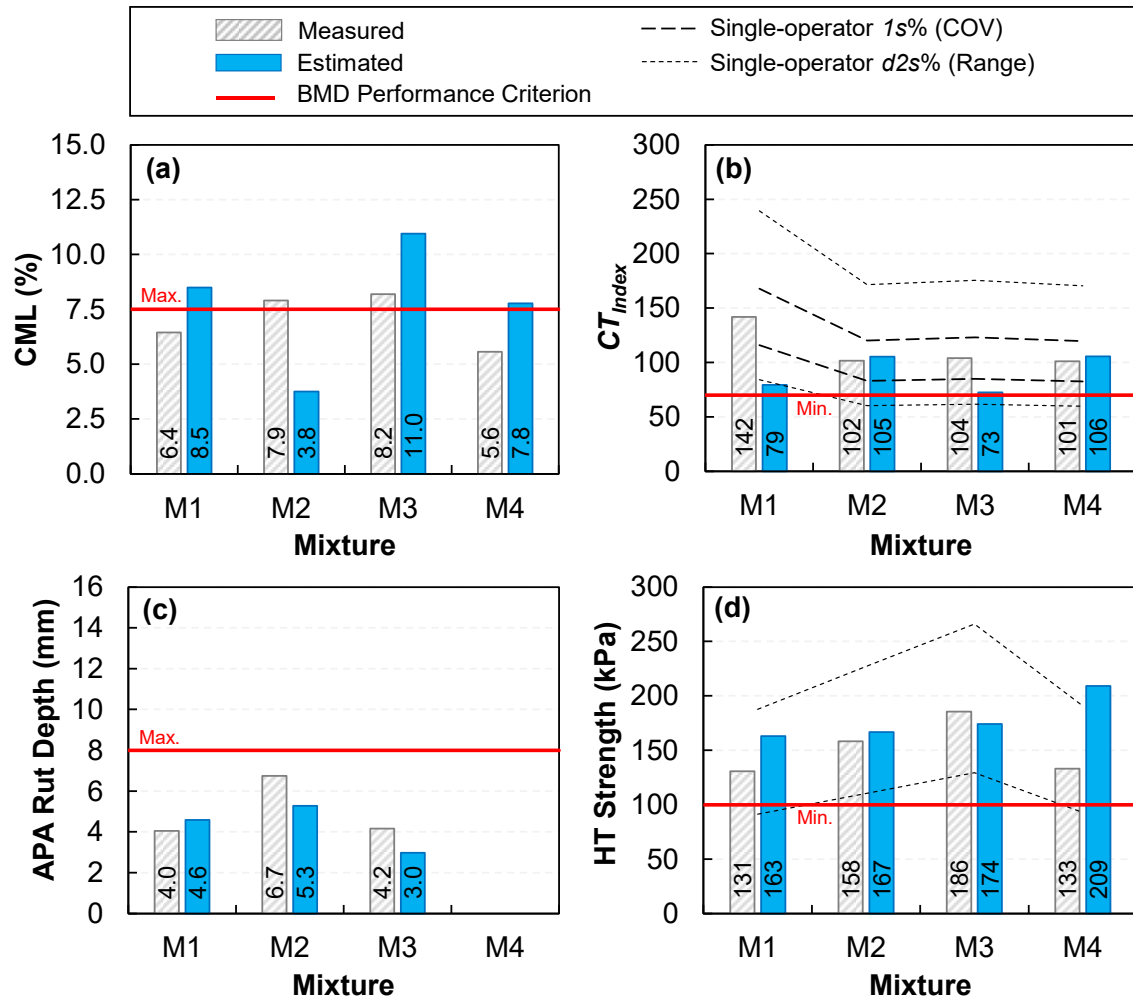 Measured
Estimated
BMD Performance Criterion
Single-operator 1s% (COV)
Single-operator d2s% (Range)
(a)
CML (%)
15.0
12.5
10.0
7.5
5.0
2.5
0.0
Max.
6.4
8.5
7.9
3.8
8.2
11.0
5.6
7.8
M1 M2 M3 M4
Mixture
(b)
CTIndex
300
250
200
150
100
50
0
Min.
142
79
102
105
104
73
101
106
M1 M2 M3 M4
Mixture
(c)
APA Rut Depth (mm)
16
14
12
10
8
6
4
2
0
Max.
4.0
4.6
6.7
5.3
4.2
3.0
M1 M2 M3 M4
Mixture
(d)
HT Strength (kPa)
300
250
200
150
100
50
0
Min.
131
163
158
167
186
174
133
209
M1 M2 M3 M4
Mixture